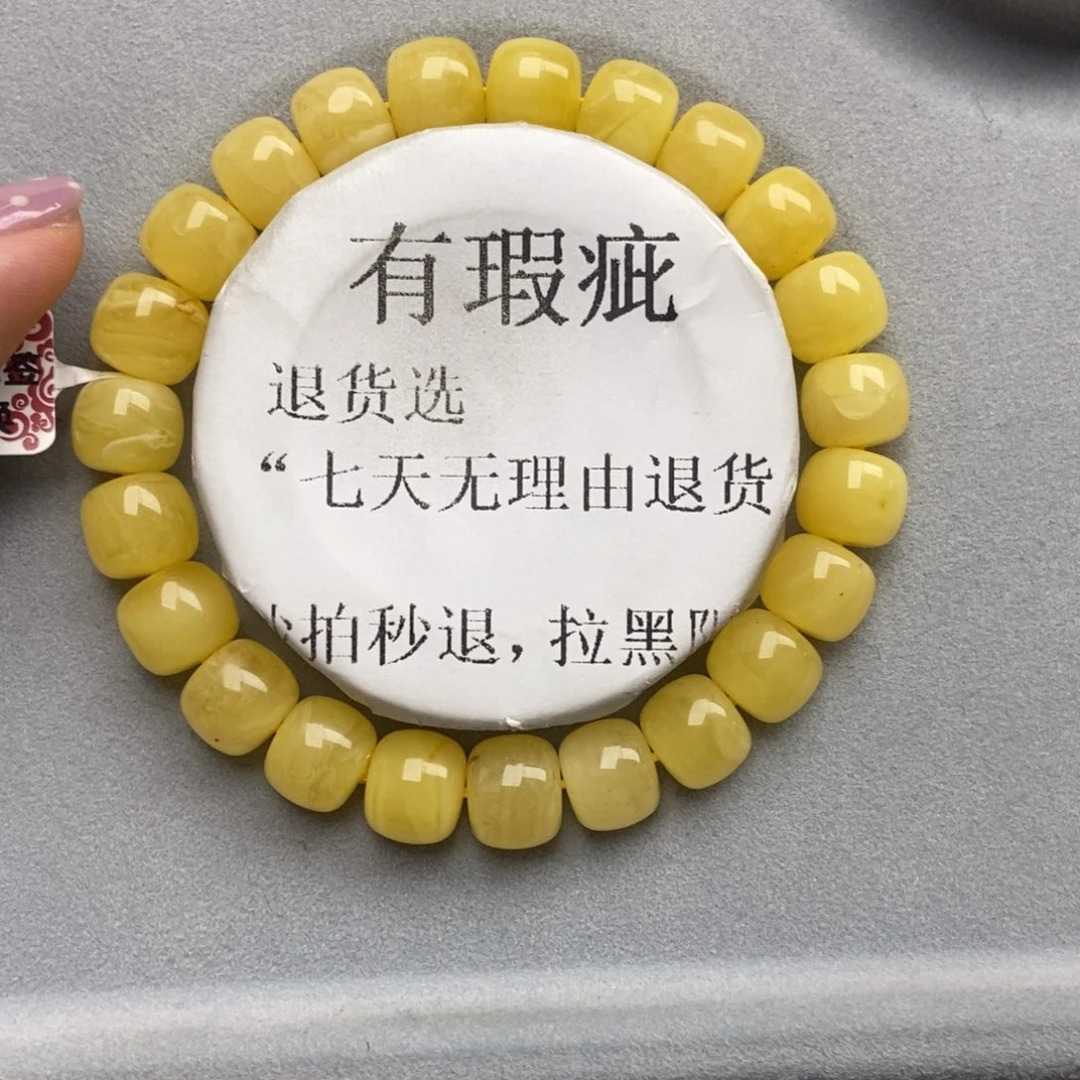 有瑕疵
退货选
“七天无理由退货
拍秒退，拉黑